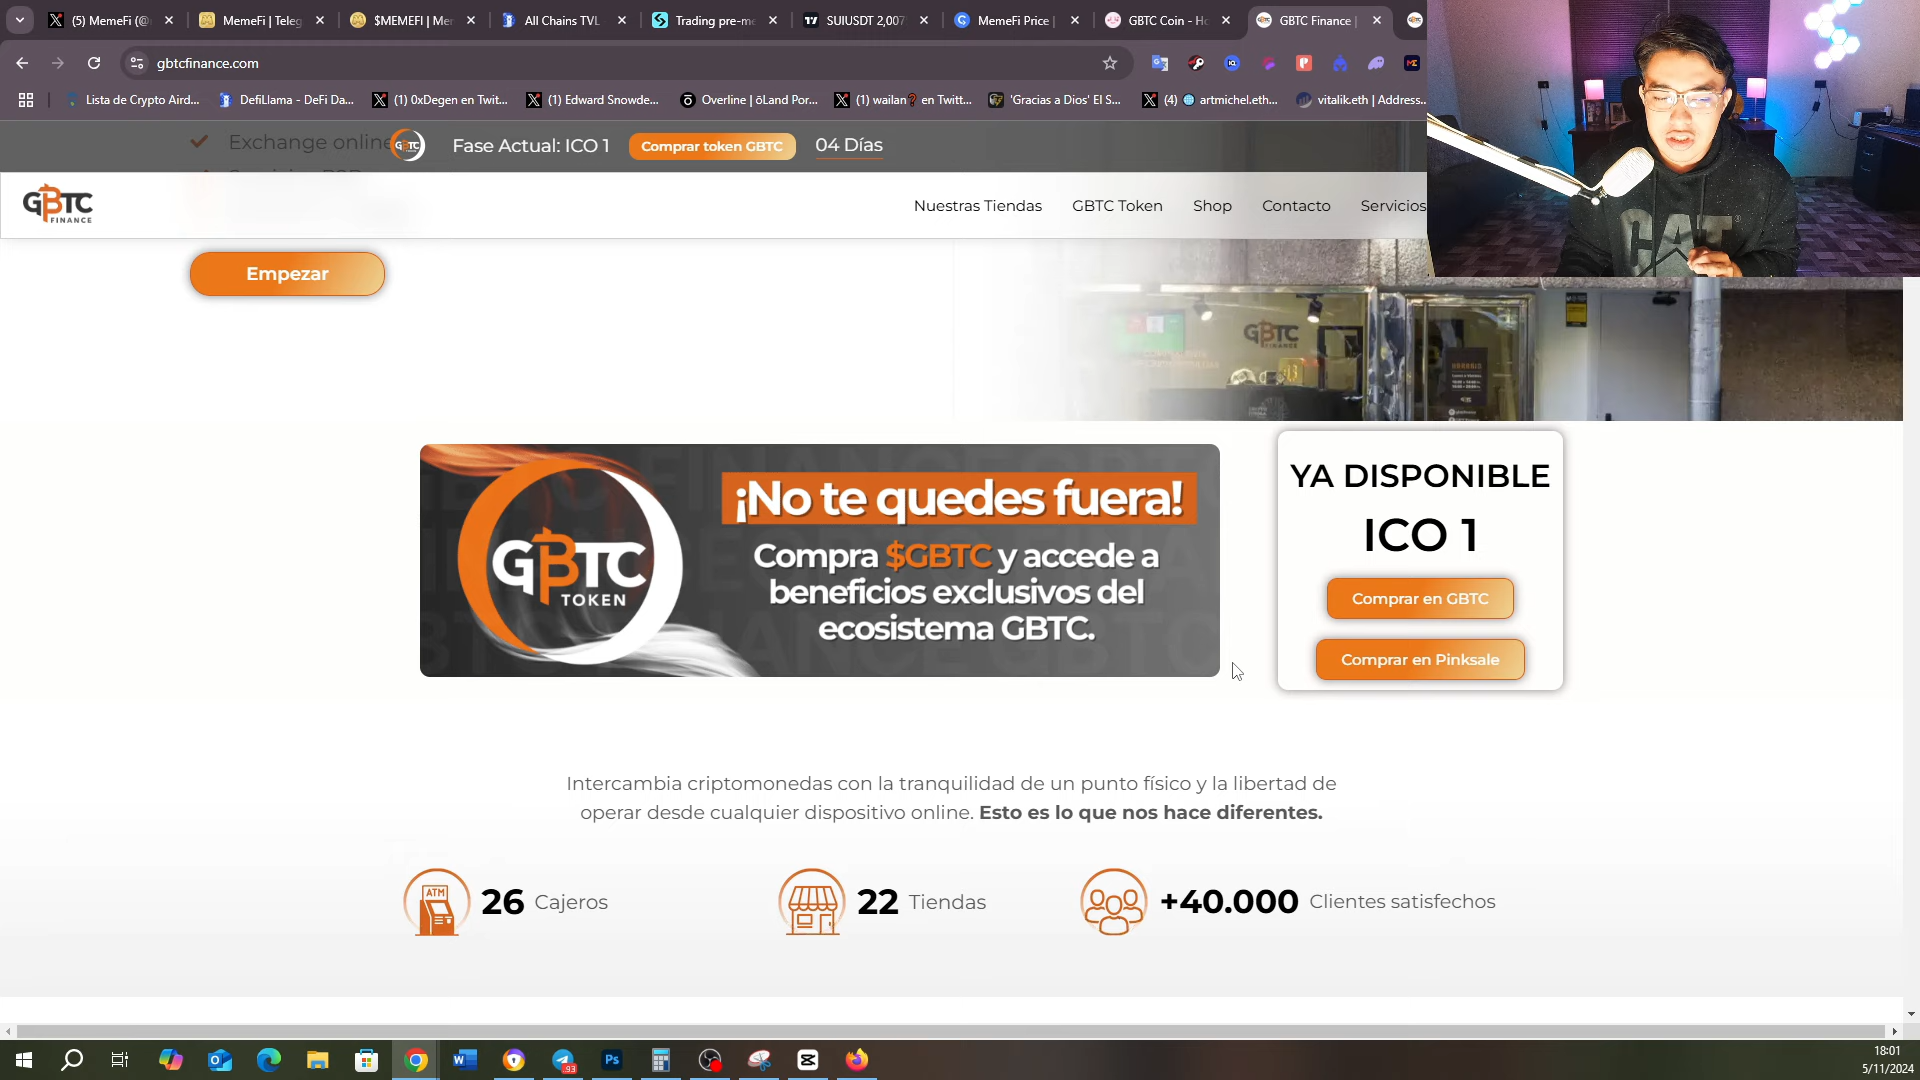 (5) MemeFi (@
MemeFi | Teleg
$MEMEFI | Mer
All Chains TVL
Trading pre-me
SUIUSDT 2,007
MemeFi Price |
GBTC Coin - Ho
GBTC Finance |
gbtcfinance.com
Lista de Crypto Aird...
DefiLlama - DeFi Da...
(1) 0xDegen en Twit...
(1) Edward Snowde...
Overline | ōLand Por...
(1) wailan❓ en Twitt...
'Gracias a Dios' El S...
(4) 🌐 artmichel.eth...
vitalik.eth | Address...
Exchange online
GBTC
Fase Actual: ICO 1
Comprar token GBTC
04 Días
GBTC
FINANCE
Nuestras Tiendas
GBTC Token
Shop
Contacto
Servicios
CAT
Empezar
GBTC
FINANCE
GBTC
TOKEN
¡No te quedes fuera!
Compra $GBTC y accede a
beneficios exclusivos del
ecosistema GBTC.
YA DISPONIBLE
ICO 1
Comprar en GBTC
Comprar en Pinksale
Intercambia criptomonedas con la tranquilidad de un punto físico y la libertad de
operar desde cualquier dispositivo online. Esto es lo que nos hace diferentes.
ATM
26 Cajeros
22 Tiendas
+40.000 Clientes satisfechos
93
18:01
5/11/2024